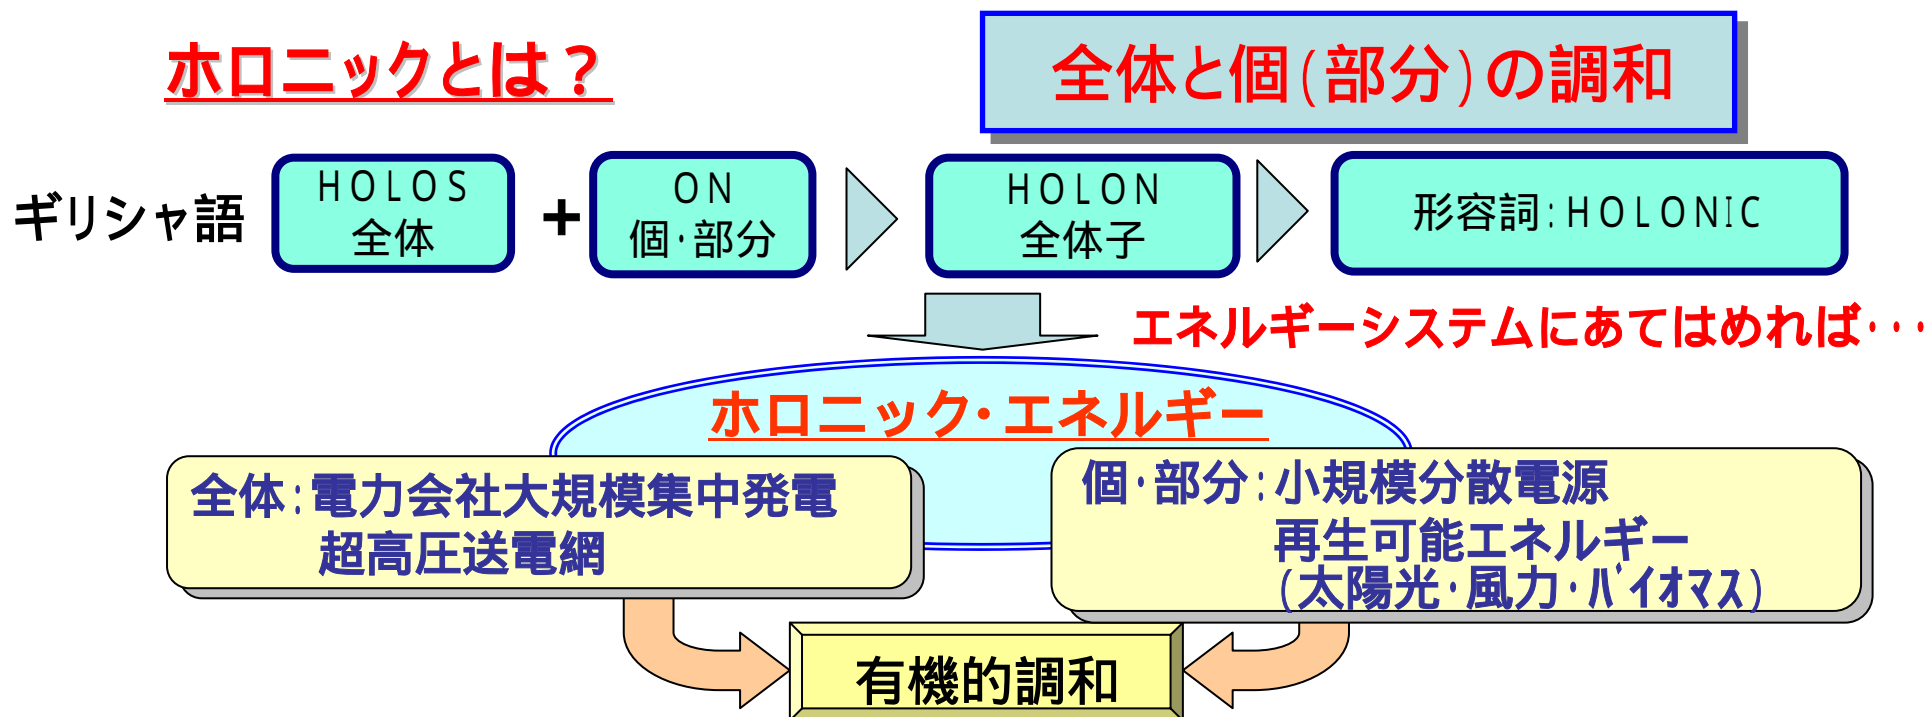 ホロニックとは？
全体と個(部分)の調和
ギリシャ語
HOLOS
全体
+
ON
個・部分
HOLON
全体子
形容詞:HOLONIC
エネルギーシステムにあてはめれば・・・
ホロニック・エネルギー
全体:電力会社大規模集中発電
超高圧送電網
個・部分:小規模分散電源
再生可能エネルギー
(太陽光・風力・ﾊﾞｲｵﾏｽ)
有機的調和